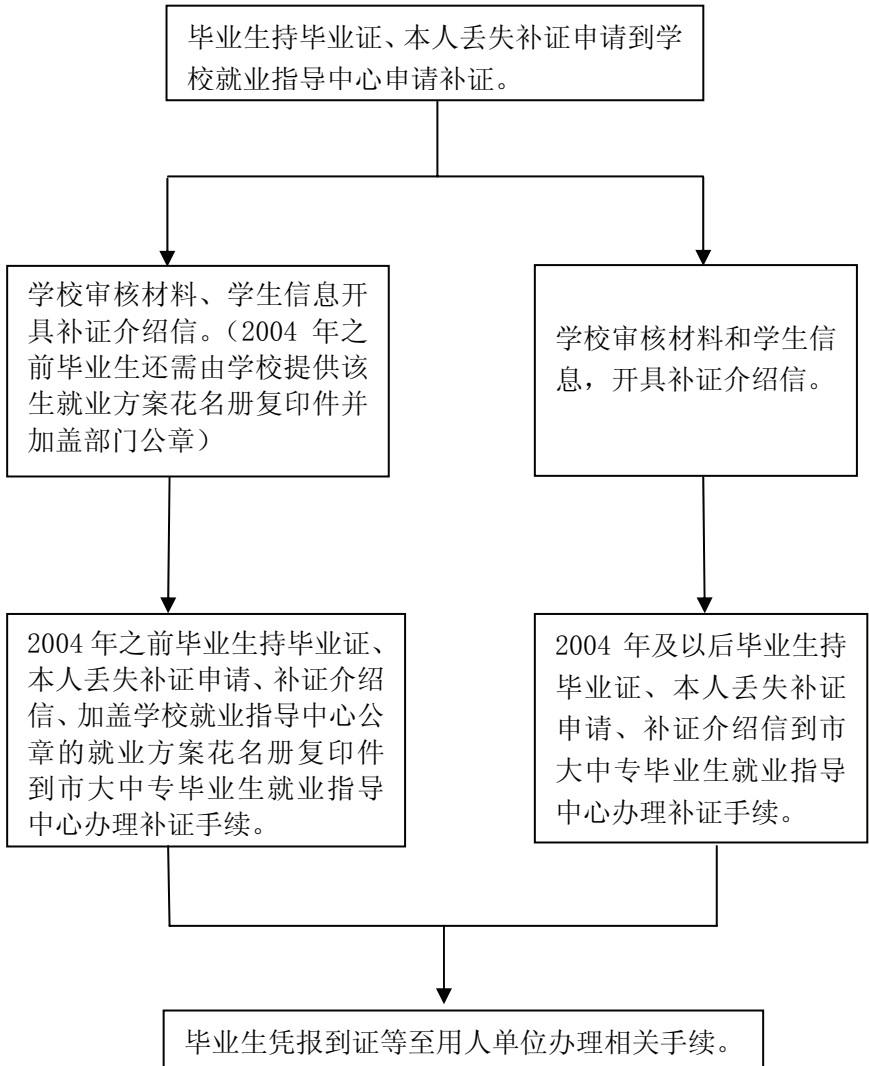 毕业生持毕业证、本人丢失补证申请到学
校就业指导中心申请补证。
学校审核材料、学生信息开
具补证介绍信。（2004 年之
前毕业生还需由学校提供该
生就业方案花名册复印件并
加盖部门公章）
学校审核材料和学生信
息，开具补证介绍信。
2004 年之前毕业生持毕业证、
本人丢失补证申请、补证介绍
信、加盖学校就业指导中心公
章的就业方案花名册复印件
到市大中专毕业生就业指导
中心办理补证手续。
2004 年及以后毕业生持
毕业证、本人丢失补证
申请、补证介绍信到市
大中专毕业生就业指导
中心办理补证手续。
毕业生凭报到证等至用人单位办理相关手续。